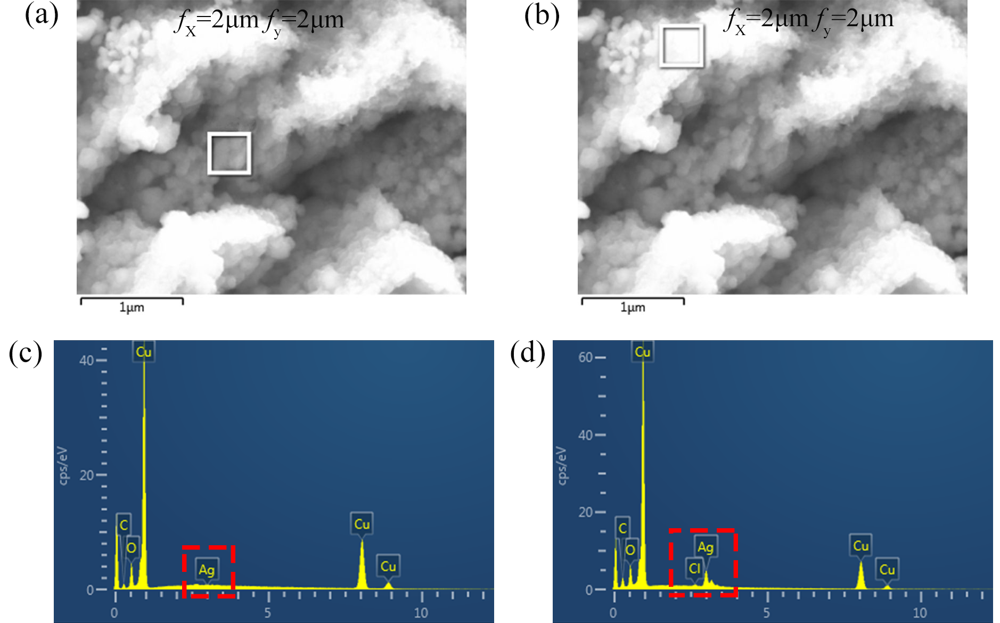 (a)
fX=2μm fy=2μm
1μm
(b)
fX=2μm fy=2μm
1μm
(c)
Cu
40
20
0
cps/eV
C
O
Ag
Cu
Cu
0
5
10
(d)
Cu
60
40
20
0
cps/eV
C
O
Cl
Ag
Cu
Cu
0
5
10